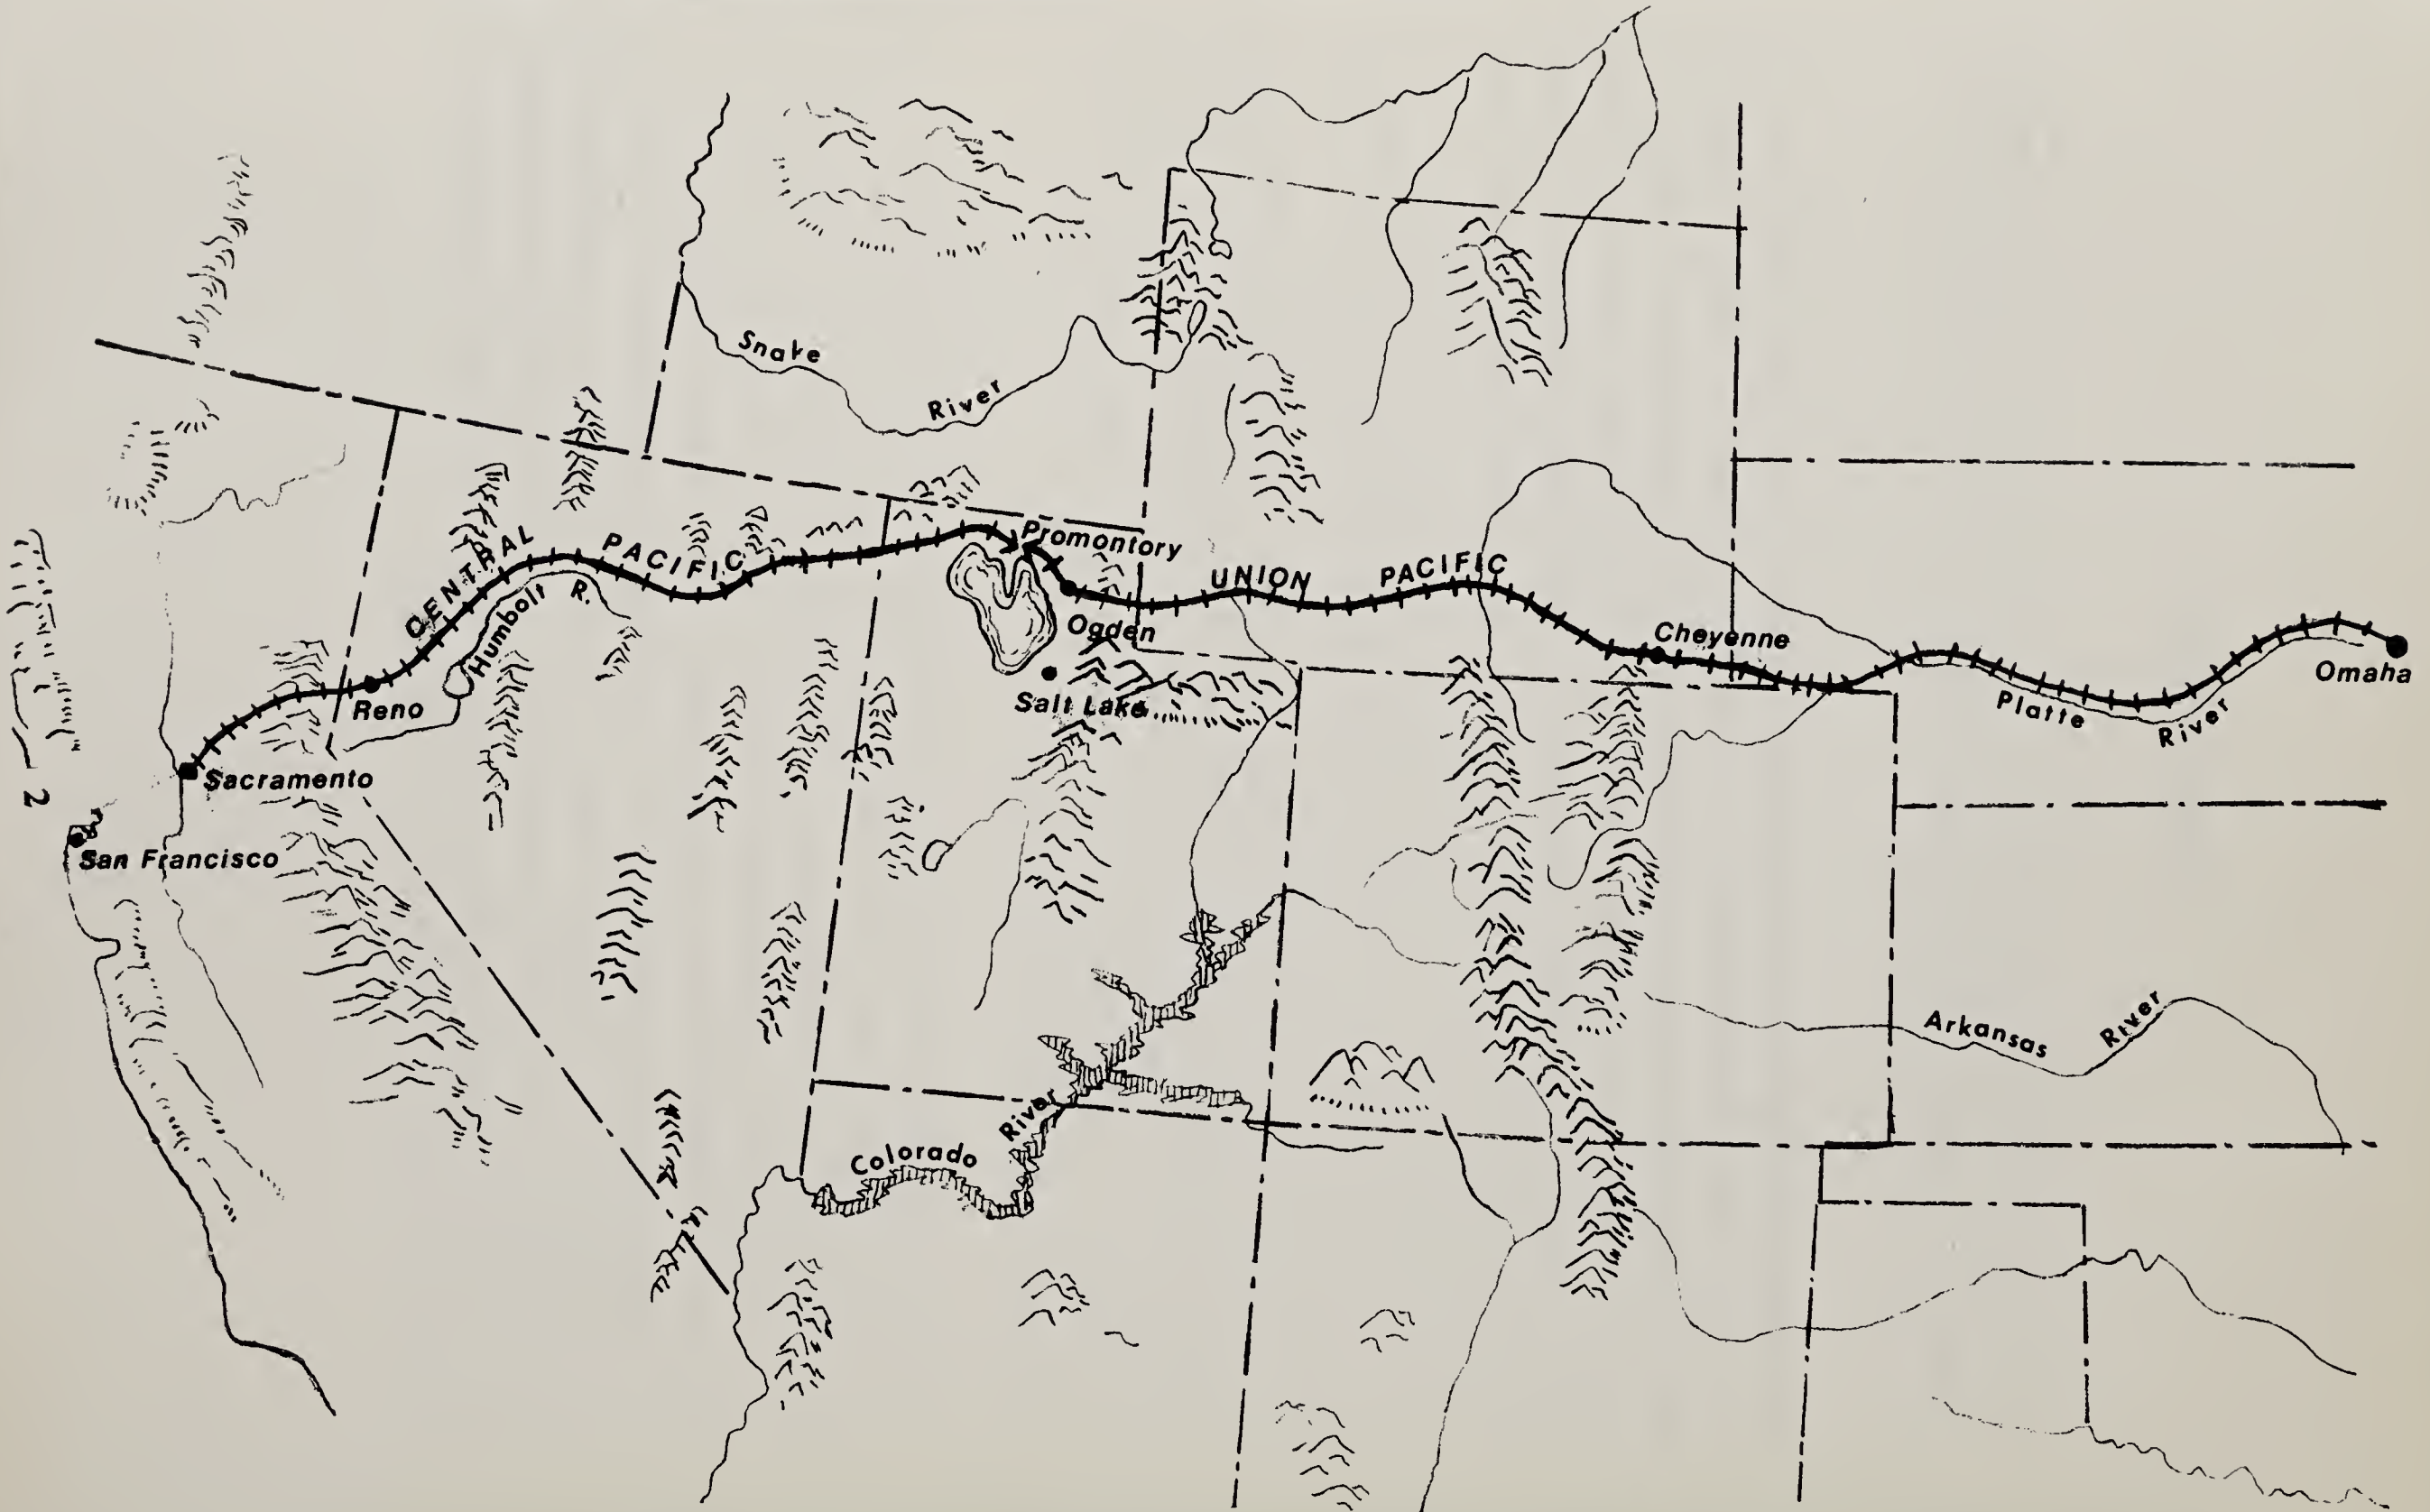 Snake
River
CENTRAL
PACIFIC
Promontory
UNION
PACIFIC
Humbolt R.
Ogden
Cheyenne
Omaha
Reno
Salt Lake
Platte
River
Sacramento
2
San Francisco
Arkansas
River
Colorado
River